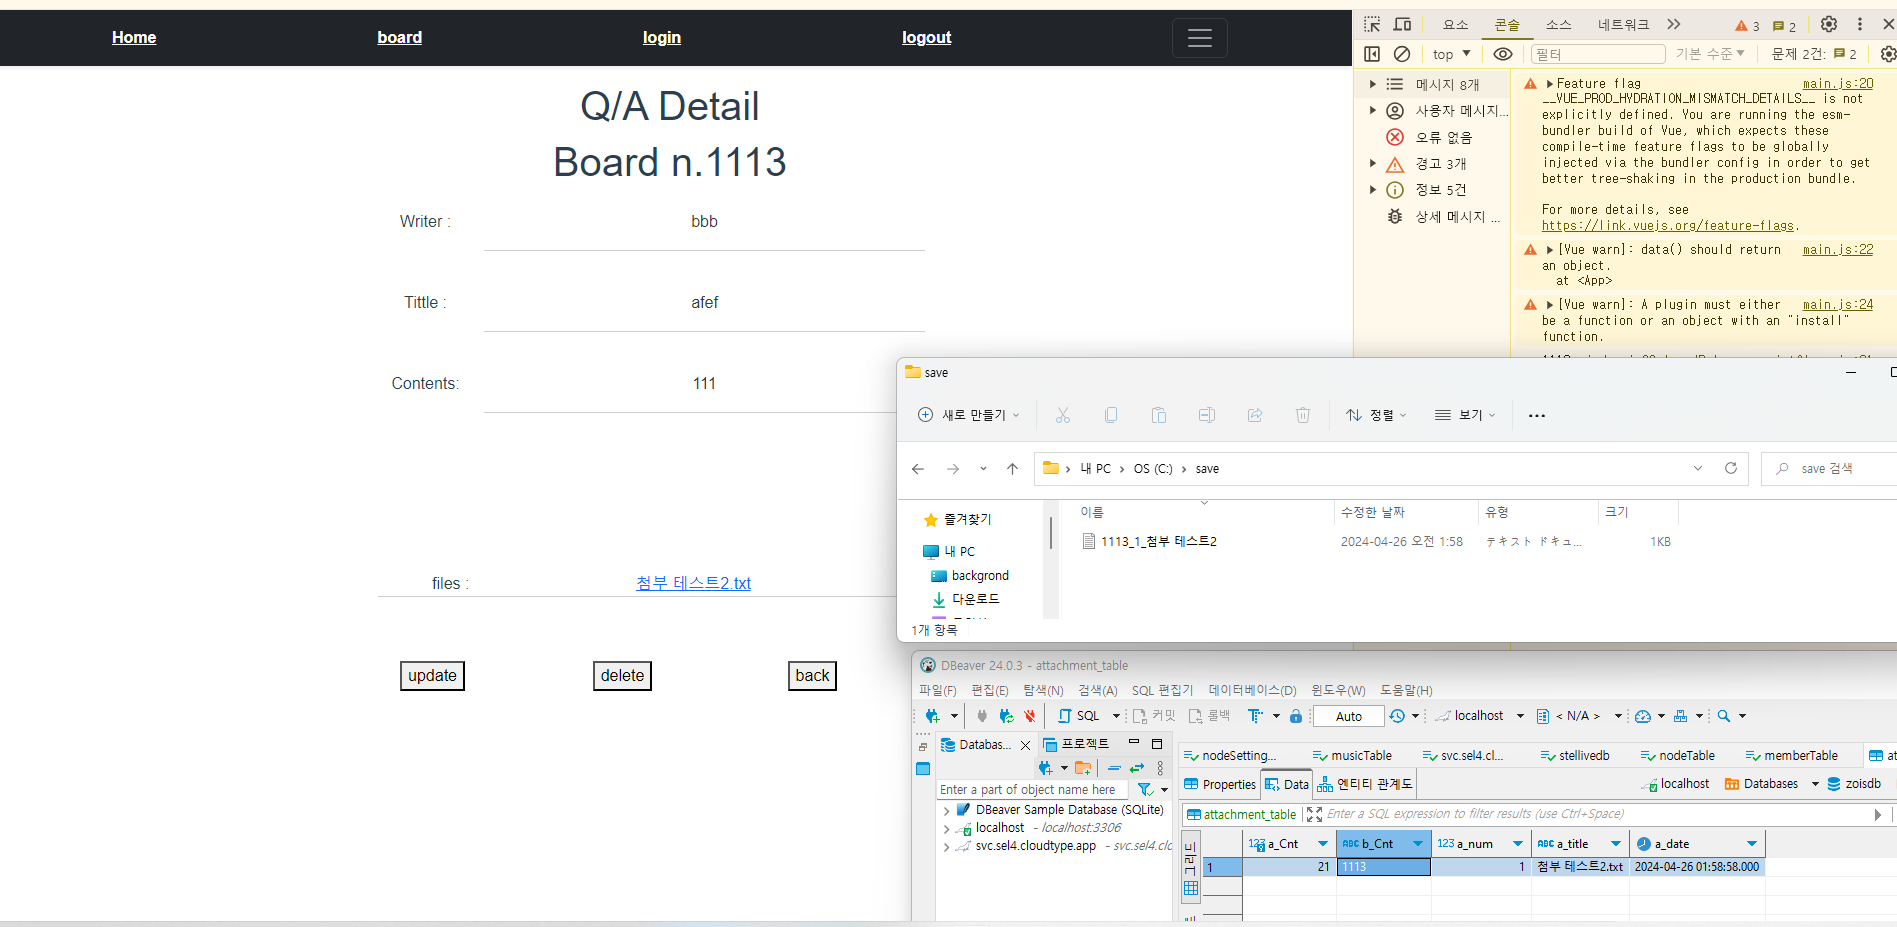 Home board login logout
Q/A Detail
Board n.1113
Writer : bbb
Tittle : afef
Contents: 111
files : 첨부 테스트2.txt
update delete back
요소 콘솔 소스 네트워크 3 2
top 필터 기본 수준 문제 2건: 2
메시지 8개
사용자 메시지...
오류 없음
경고 3개
정보 5건
상세 메시지 ...
Feature flag main.js:20
__VUE_PROD_HYDRATION_MISMATCH_DETAILS__ is not
explicitly defined. You are running the esm-
bundler build of Vue, which expects these
compile-time feature flags to be globally
injected via the bundler config in order to get
better tree-shaking in the production bundle.
For more details, see
https://link.vuejs.org/feature-flags.
[Vue warn]: data() should return main.js:22
an object.
at <App>
[Vue warn]: A plugin must either main.js:24
be a function or an object with an "install"
function.
save
새로 만들기 정렬 보기
내 PC OS (C:) save save 검색
즐겨찾기
내 PC
backgrond
다운로드
이름 수정한 날짜 유형 크기
1113_1_첨부 테스트2 2024-04-26 오전 1:58 テキスト ドキュ... 1KB
1개 항목
DBeaver 24.0.3 - attachment_table
파일(F) 편집(E) 탐색(N) 검색(A) SQL 편집기 데이터베이스(D) 윈도우(W) 도움말(H)
SQL 커밋 롤백 Auto localhost < N/A >
Databas... 프로젝트
Enter a part of object name here
DBeaver Sample Database (SQLite)
localhost - localhost:3306
svc.sel4.cloudtype.app - svc.sel4.clo
nodeSetting... musicTable svc.sel4.cl... stellivedb nodeTable memberTable at
Properties Data 엔티티 관계도 localhost Databases zoisdb
attachment_table Enter a SQL expression to filter results (use Ctrl+Space)
그리드
123 a_Cnt ABC b_Cnt 123 a_num ABC a_title a_date
1 21 1113 1 첨부 테스트2.txt 2024-04-26 01:58:58.000